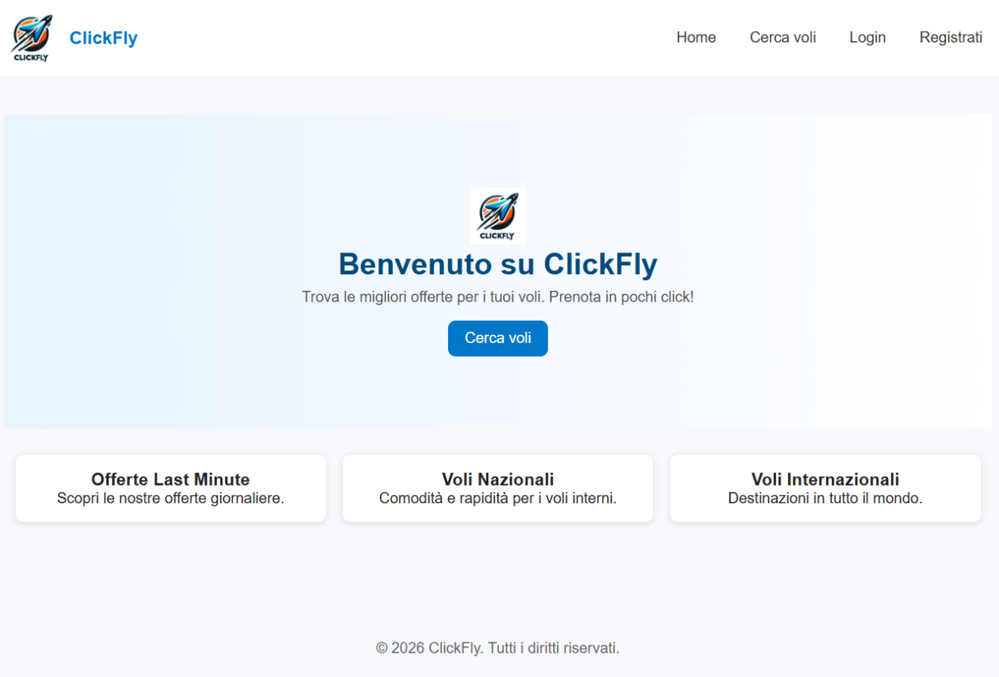 CLICKFLY
ClickFly
Home
Cerca voli
Login
Registrati
CLICKFLY
Benvenuto su ClickFly
Trova le migliori offerte per i tuoi voli. Prenota in pochi click!
Cerca voli
Offerte Last Minute
Scopri le nostre offerte giornaliere.
Voli Nazionali
Comodità e rapidità per i voli interni.
Voli Internazionali
Destinazioni in tutto il mondo.
© 2026 ClickFly. Tutti i diritti riservati.